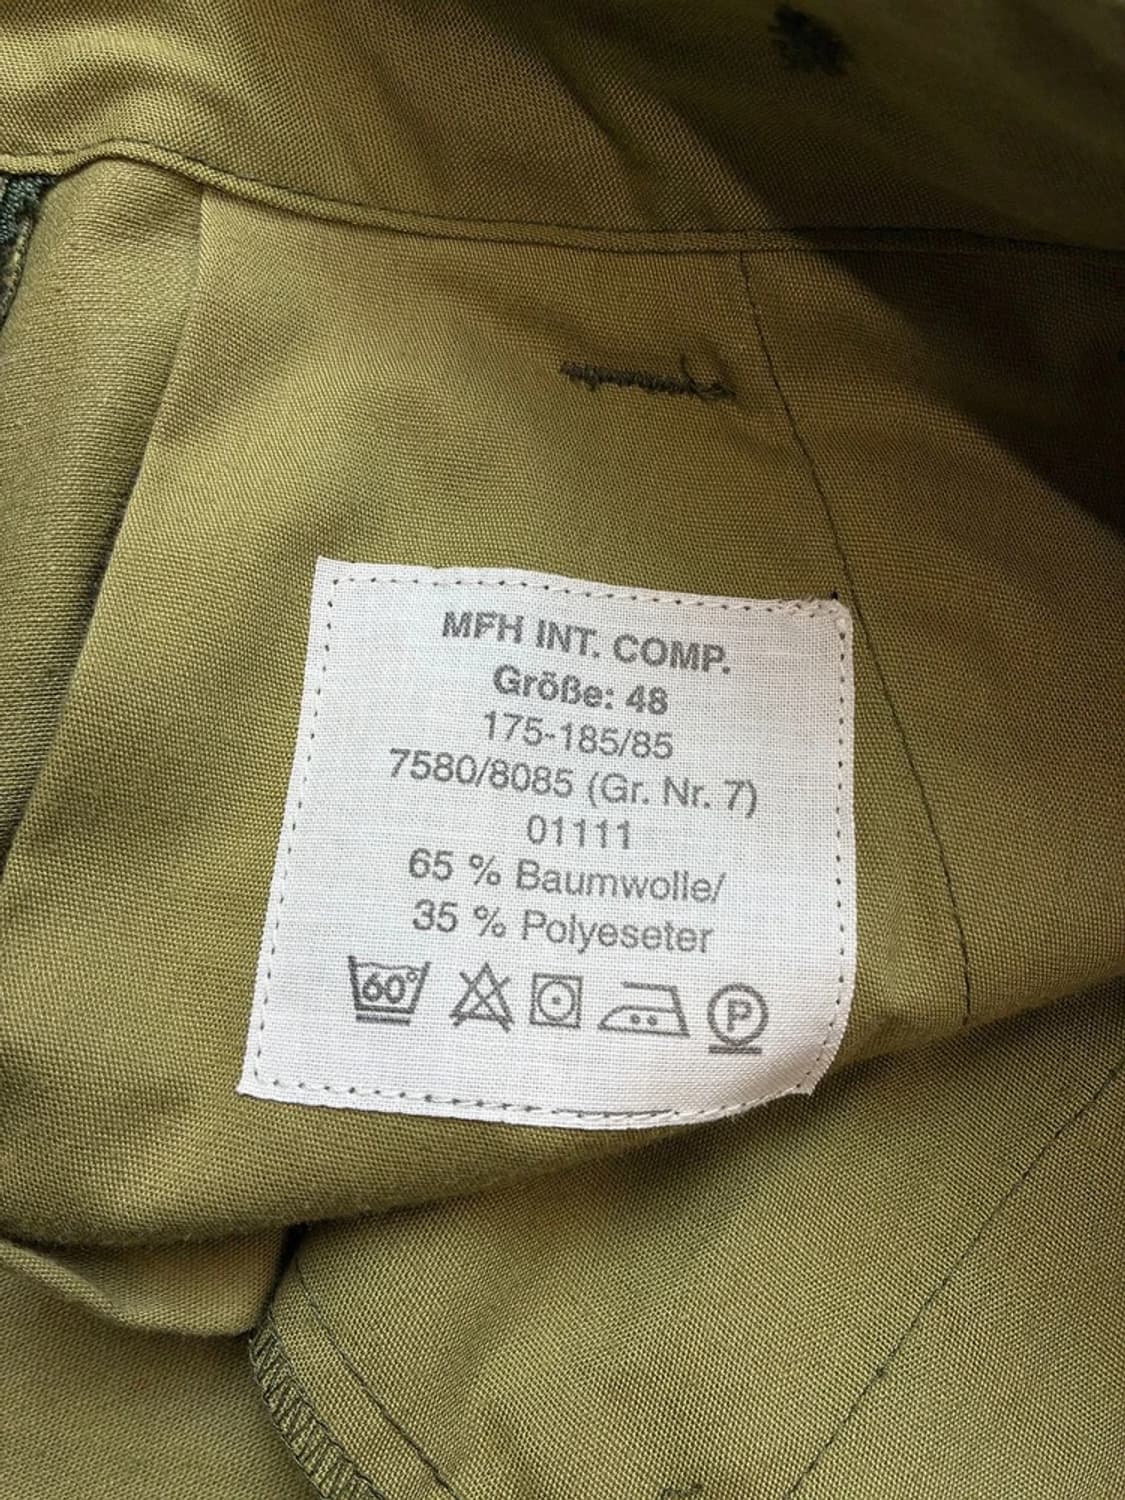 MFH INT. COMP.
Größe: 48
175-185/85
7580/8085 (Gr. Nr. 7)
01111
65 % Baumwolle/
35 % Polyeseter
60° P